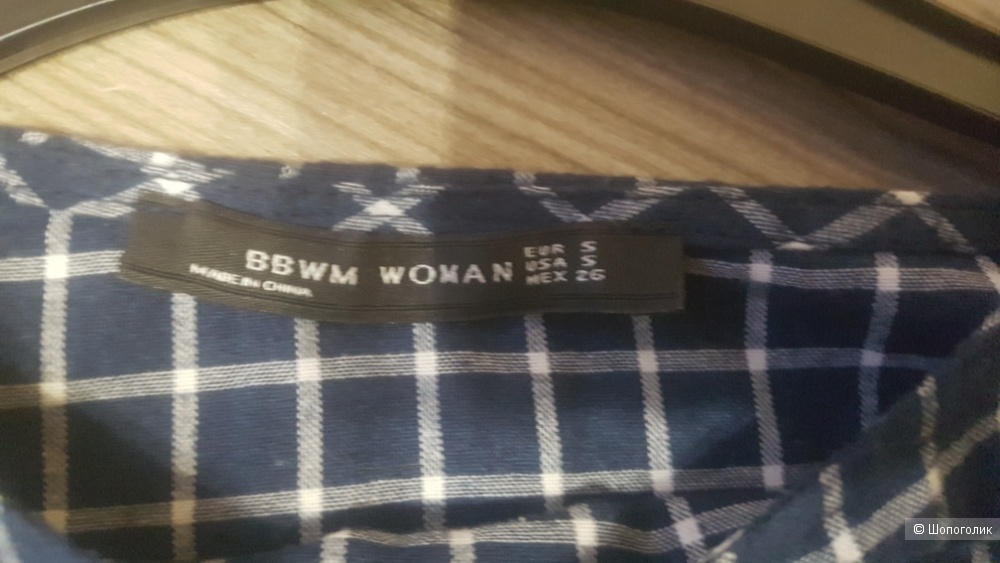 BBWM WOMAN
EUR S
USA S
MEX 26
MADE IN CHINA
© Шопоголик